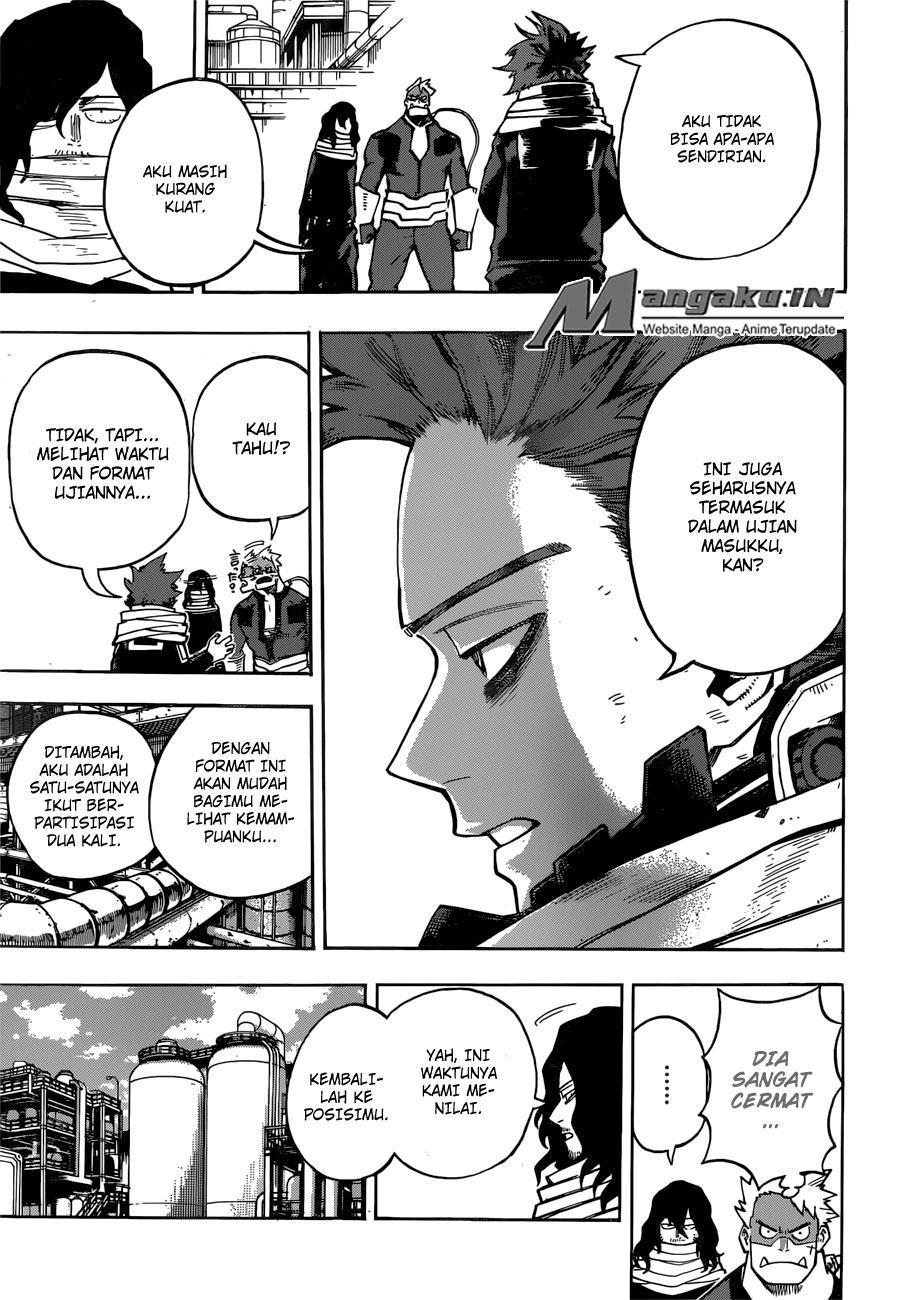 AKU TIDAK
BISA APA-APA
SENDIRIAN.
AKU MASIH
KURANG
KUAT.
Mangaku.iN
Website Manga - Anime Terupdate
INI JUGA
SEHARUSNYA
TERMASUK
DALAM UJIAN
MASUKKU,
KAN?
KAU
TAHU!?
TIDAK, TAPI...
MELIHAT WAKTU
DAN FORMAT
UJIANNYA...
DENGAN
FORMAT INI
AKAN MUDAH
BAGIMU ME-
LIHAT KEMAM-
PUANKU...
DITAMBAH,
AKU ADALAH
SATU-SATUNYA
IKUT BER-
PARTISIPASI
DUA KALI.
DIA
SANGAT
CERMAT
...
......
YAH, INI
WAKTUNYA
KAMI ME-
NILAI.
KEMBALI-
LAH KE
POSISIMU.